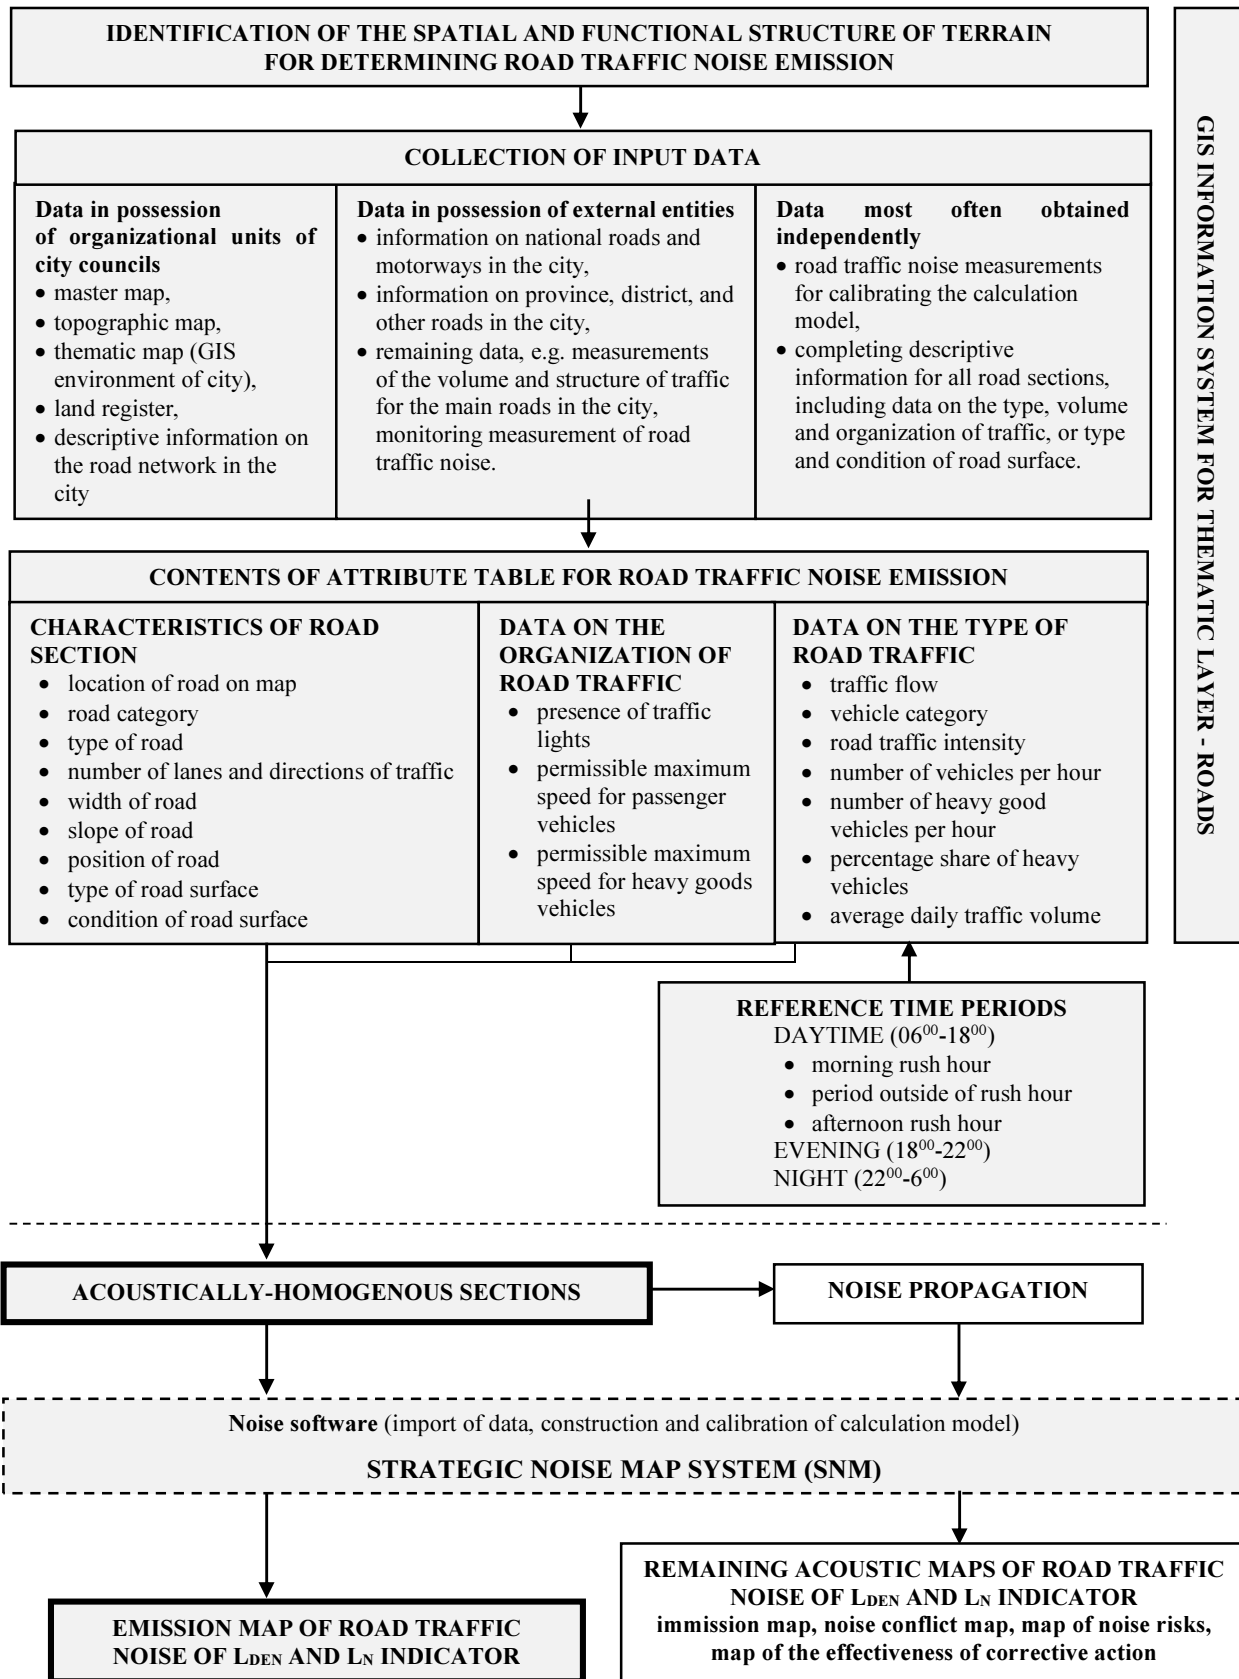 IDENTIFICATION OF THE SPATIAL AND FUNCTIONAL STRUCTURE OF TERRAIN
FOR DETERMINING ROAD TRAFFIC NOISE EMISSION
COLLECTION OF INPUT DATA
Data in possession
of organizational units of
city councils
• master map,
• topographic map,
• thematic map (GIS
environment of city),
• land register,
• descriptive information on
the road network in the
city
Data in possession of external entities
• information on national roads and
motorways in the city,
• information on province, district, and
other roads in the city,
• remaining data, e.g. measurements
of the volume and structure of traffic
for the main roads in the city,
monitoring measurement of road
traffic noise.
Data most often obtained
independently
• road traffic noise measurements
for calibrating the calculation
model,
• completing descriptive
information for all road sections,
including data on the type, volume
and organization of traffic, or type
and condition of road surface.
CONTENTS OF ATTRIBUTE TABLE FOR ROAD TRAFFIC NOISE EMISSION
CHARACTERISTICS OF ROAD
SECTION
• location of road on map
• road category
• type of road
• number of lanes and directions of traffic
• width of road
• slope of road
• position of road
• type of road surface
• condition of road surface
DATA ON THE
ORGANIZATION OF
ROAD TRAFFIC
• presence of traffic
lights
• permissible maximum
speed for passenger
vehicles
• permissible maximum
speed for heavy goods
vehicles
DATA ON THE TYPE OF
ROAD TRAFFIC
• traffic flow
• vehicle category
• road traffic intensity
• number of vehicles per hour
• number of heavy good
vehicles per hour
• percentage share of heavy
vehicles
• average daily traffic volume
REFERENCE TIME PERIODS
DAYTIME (06⁰⁰-18⁰⁰)
• morning rush hour
• period outside of rush hour
• afternoon rush hour
EVENING (18⁰⁰-22⁰⁰)
NIGHT (22⁰⁰-6⁰⁰)
GIS INFORMATION SYSTEM FOR THEMATIC LAYER - ROADS
ACOUSTICALLY-HOMOGENOUS SECTIONS
NOISE PROPAGATION
Noise software (import of data, construction and calibration of calculation model)
STRATEGIC NOISE MAP SYSTEM (SNM)
EMISSION MAP OF ROAD TRAFFIC
NOISE OF LDEN AND LN INDICATOR
REMAINING ACOUSTIC MAPS OF ROAD TRAFFIC
NOISE OF LDEN AND LN INDICATOR
immission map, noise conflict map, map of noise risks,
map of the effectiveness of corrective action